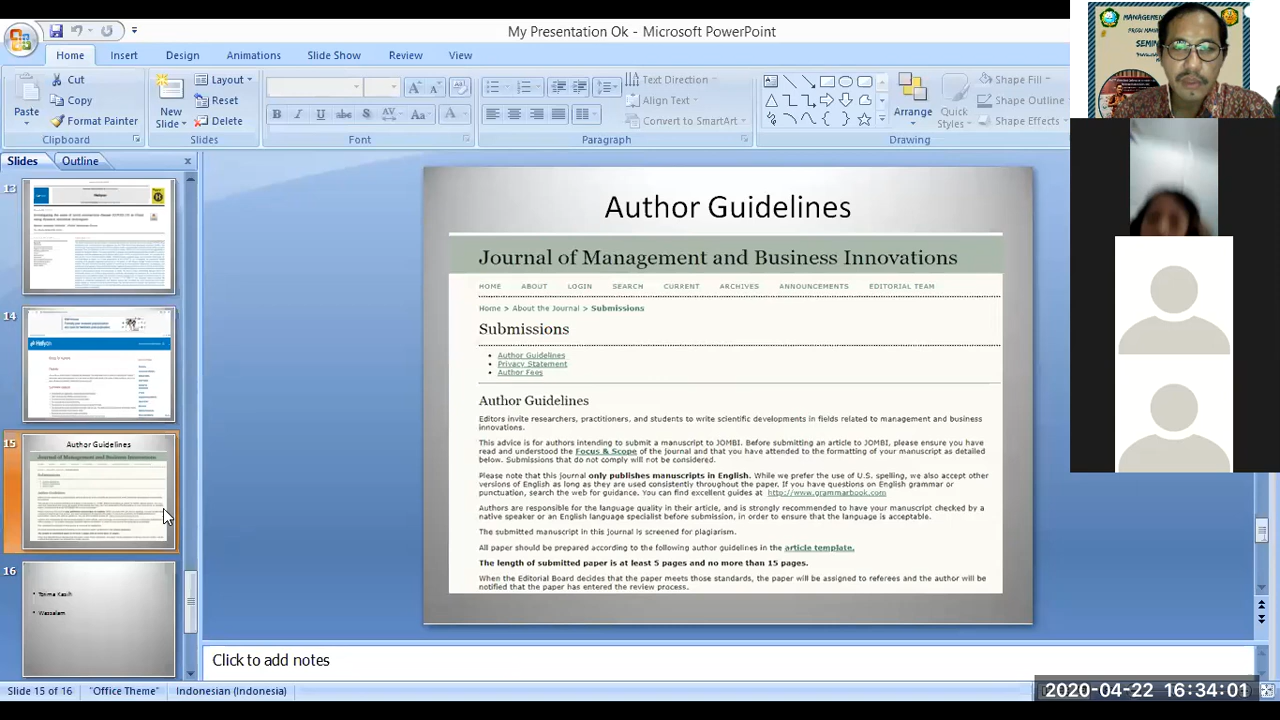 My Presentation Ok - Microsoft PowerPoint
Home Insert Design Animations Slide Show Review View
Cut
Copy
Format Painter
Paste
Clipboard
New
Slide
Layout
Reset
Delete
Slides
B I U abc AV Aa A
Font
Paragraph
Text Direction
Align Text
Convert to SmartArt
Arrange
Quick
Styles
Shape Fill
Shape Outline
Shape Effects
Drawing
Slides Outline
13
14
15
Author Guidelines
Journal of Management and Business Innovations
16
Terima Kasih
Wassalam
Author Guidelines
Journal of Management and Business Innovations
HOME ABOUT LOGIN SEARCH CURRENT ARCHIVES ANNOUNCEMENTS EDITORIAL TEAM
Home > About the Journal > Submissions
Submissions
Author Guidelines
Privacy Statement
Author Fees
Author Guidelines
Editors invite researchers, practitioners, and students to write scientific developments in fields related to management and business
innovations.
This advice is for authors intending to submit a manuscript to JOMBI. Before submitting an article to JOMBI, please ensure you have
read and understood the Focus & Scope of the journal and that you have attended to the formatting of your manuscript as detailed
below. Submissions that do not comply will not be considered.
Please note that this Journal only publishes manuscripts in English. While we prefer the use of U.S. spelling, we also accept other
versions of English as long as they are used consistently throughout the paper. If you have questions on English grammar or
punctuation, search the web for guidance. You can find excellent guides at http://www.grammarbook.com
Authors are responsible for the language quality in their article, and is strongly recommended to have your manuscript checked by a
native speaker or an English language specialist before submission, in order to ensure that the language is acceptable.
The submitted manuscript in this journal is screened for plagiarism.
All paper should be prepared according to the following author guidelines in the article template.
The length of submitted paper is at least 5 pages and no more than 15 pages.
When the Editorial Board decides that the paper meets those standards, the paper will be assigned to referees and the author will be
notified that the paper has entered the review process.
Click to add notes
Slide 15 of 16 "Office Theme" Indonesian (Indonesia)
2020-04-22 16:34:01